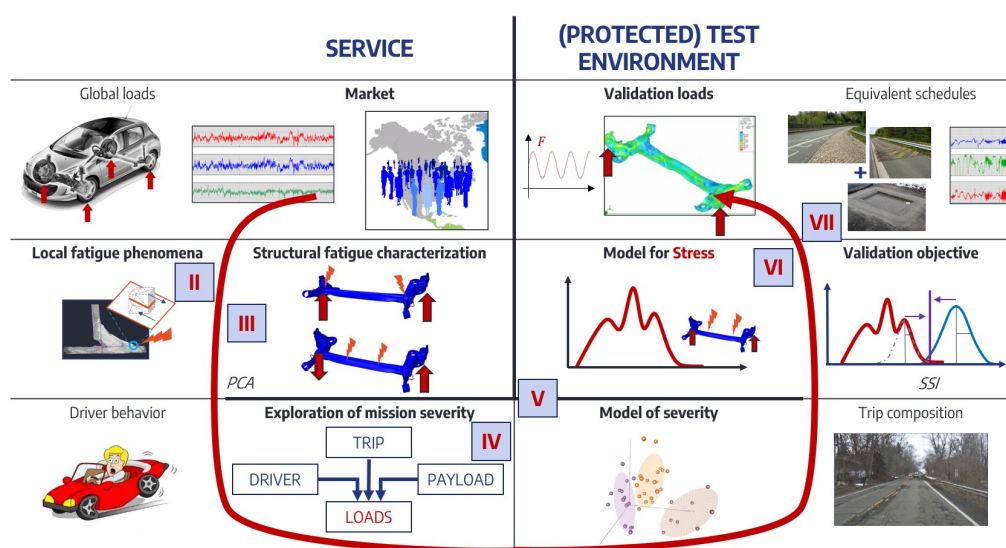 SERVICE
(PROTECTED) TEST
ENVIRONMENT
Global loads
Market
Validation loads
Equivalent schedules
F
+
VII
Local fatigue phenomena
II
Structural fatigue characterization
III
PCA
Model for Stress
VI
Validation objective
SSI
V
Driver behavior
Exploration of mission severity
IV
TRIP
DRIVER
PAYLOAD
LOADS
Model of severity
Trip composition